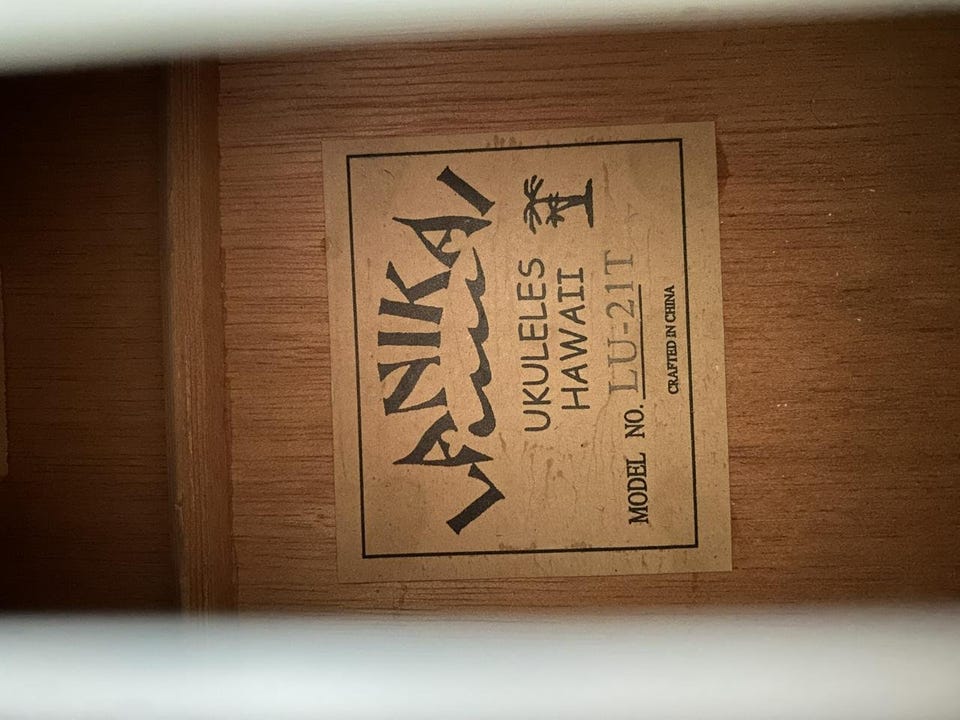 LANIKAI
UKULELES
HAWAII
MODEL NO. LU-21T
CRAFTED IN CHINA